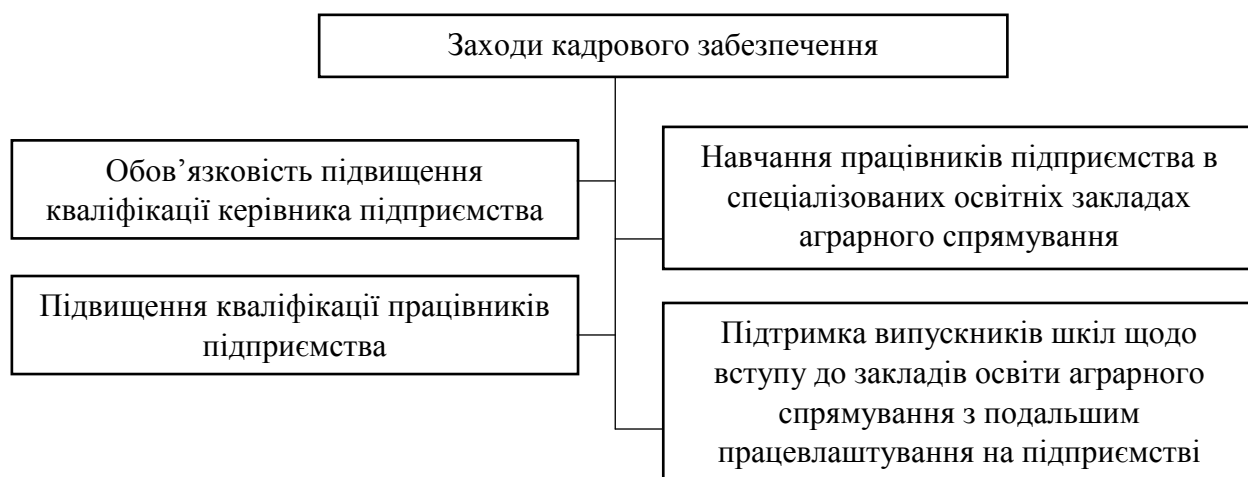 Заходи кадрового забезпечення
Обов’язковість підвищення
кваліфікації керівника підприємства
Навчання працівників підприємства в
спеціалізованих освітніх закладах
аграрного спрямування
Підвищення кваліфікації працівників
підприємства
Підтримка випускників шкіл щодо
вступу до закладів освіти аграрного
спрямування з подальшим
працевлаштування на підприємстві